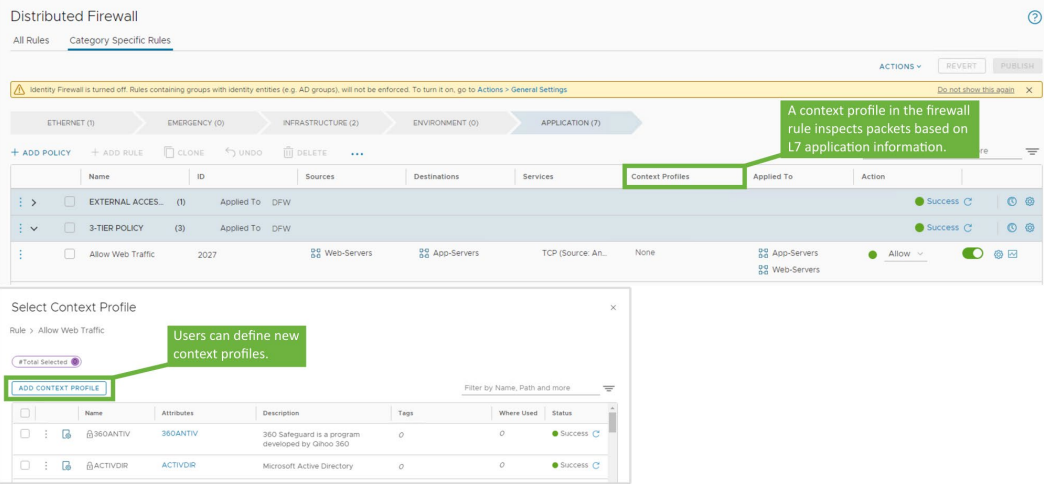 Distributed Firewall
All Rules Category Specific Rules
ACTIONS REVERT PUBLISH
Identity Firewall is turned off. Rules containing groups with identity entities (e.g. AD groups), will not be enforced. To turn it on, go to Actions > General Settings Do not show this again X
A context profile in the firewall
rule inspects packets based on
L7 application information.
ETHERNET (1) EMERGENCY (0) INFRASTRUCTURE (2) ENVIRONMENT (0) APPLICATION (7)
+ ADD POLICY + ADD RULE CLONE UNDO DELETE ... re
Name ID Sources Destinations Services Context Profiles Applied To Action
EXTERNAL ACCES... (1) Applied To DFW Success
3-TIER POLICY (3) Applied To DFW Success
Allow Web Traffic 2027 Web-Servers App-Servers TCP (Source: An... None App-Servers Allow
Web-Servers
Select Context Profile ×
Rule > Allow Web Traffic
Users can define new
context profiles.
#Total Selected
ADD CONTEXT PROFILE Filter by Name, Path and more
Name Attributes Description Tags Where Used Status
360ANTIV 360ANTIV 360 Safeguard is a program 0 0 Success
developed by Qihoo 360
ACTIVDIR ACTIVDIR Microsoft Active Directory 0 0 Success